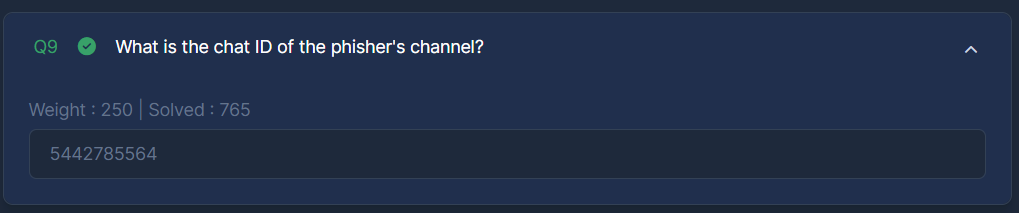 Q9 What is the chat ID of the phisher's channel?
Weight : 250 | Solved : 765
5442785564